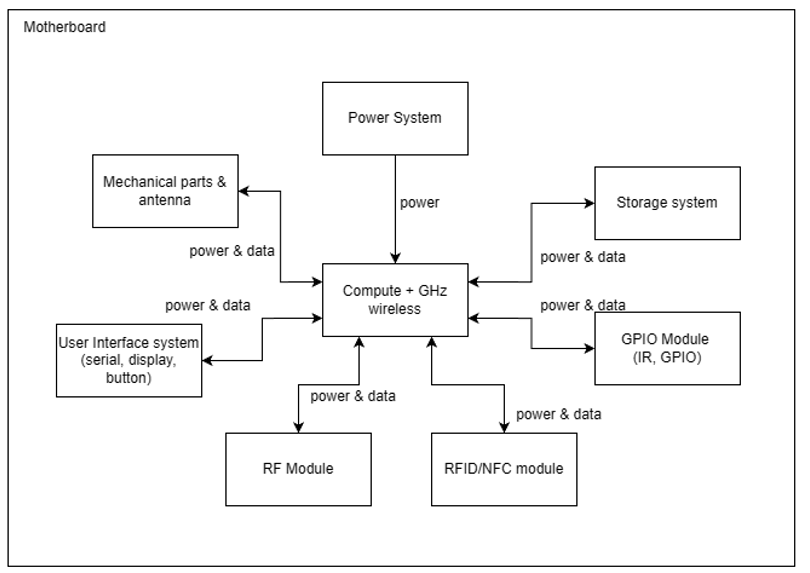 Motherboard
Power System
Mechanical parts &
antenna
power
Storage system
power & data
power & data
Compute + GHz
wireless
power & data
power & data
User Interface system
(serial, display,
button)
GPIO Module
(IR, GPIO)
power & data
power & data
RF Module
RFID/NFC module